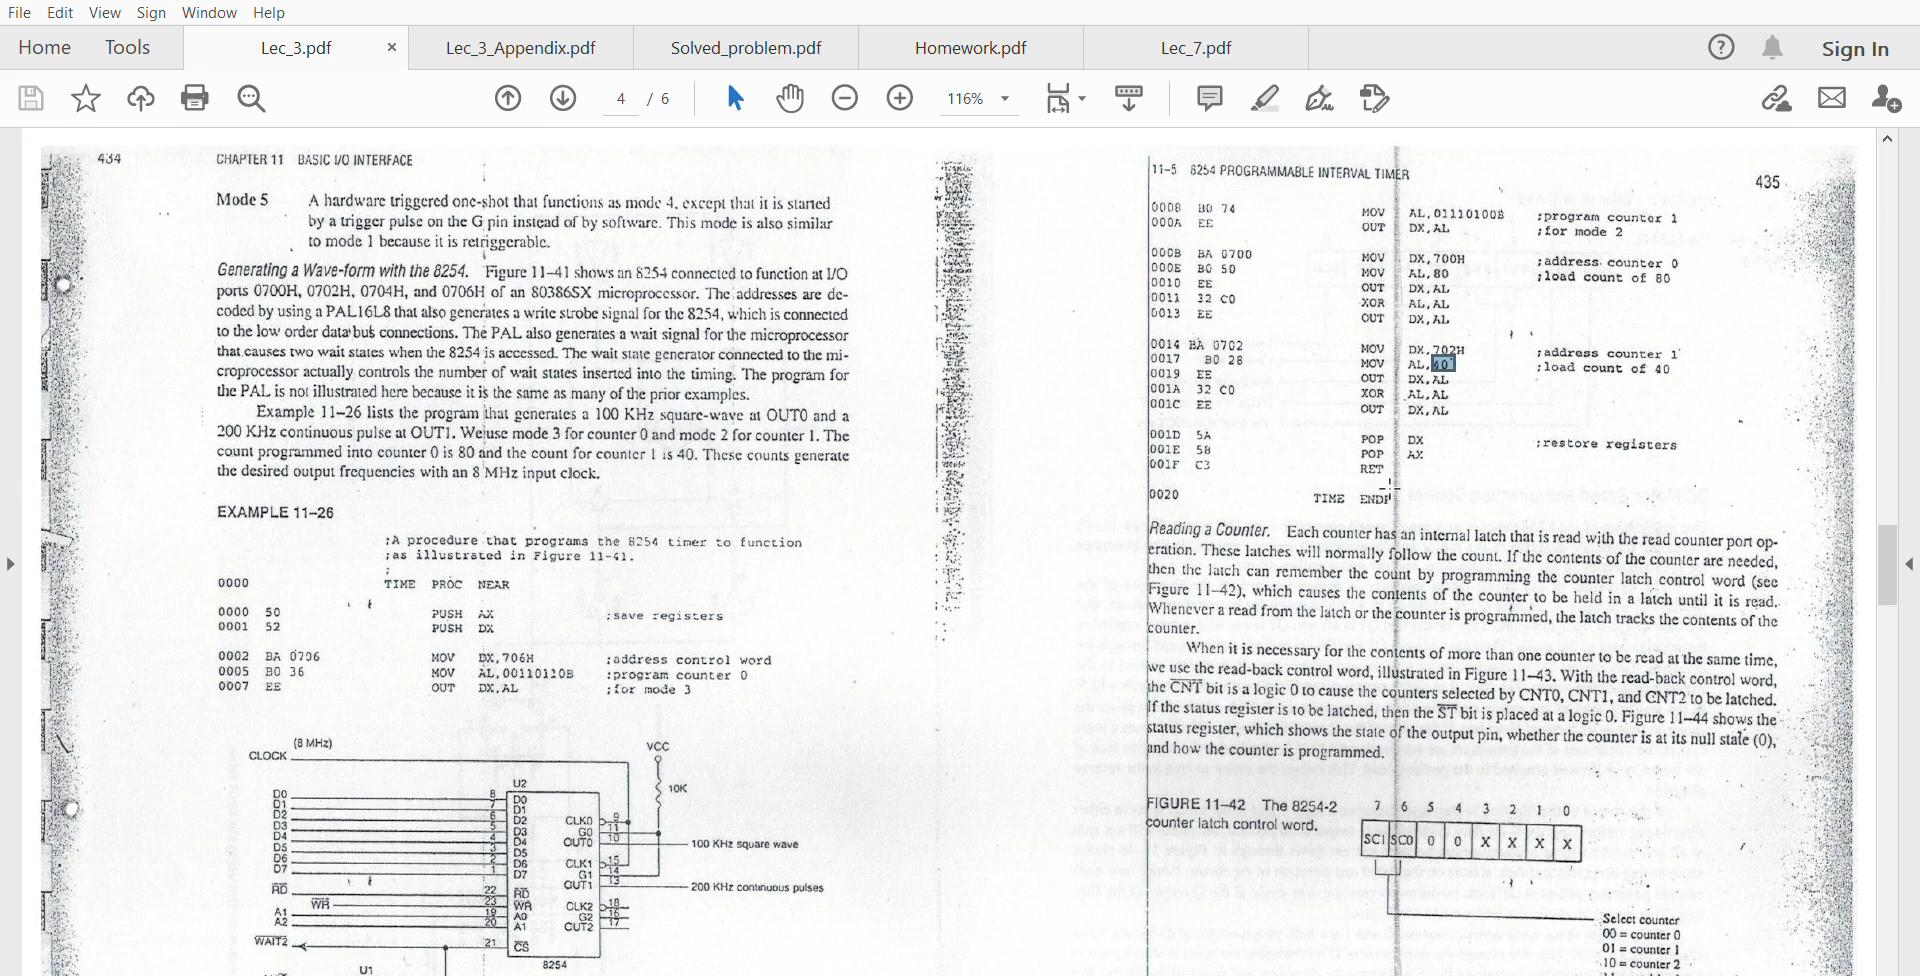 File Edit View Sign Window Help
Home Tools Lec_3.pdf × Lec_3_Appendix.pdf Solved_problem.pdf Homework.pdf Lec_7.pdf Sign In
4 / 6 116%
434 CHAPTER 11 BASIC I/O INTERFACE
Mode 5 A hardware triggered one-shot that functions as mode 4, except that it is started
by a trigger pulse on the G pin instead of by software. This mode is also similar
to mode 1 because it is retriggerable.
Generating a Wave-form with the 8254. Figure 11–41 shows an 8254 connected to function at I/O
ports 0700H, 0702H, 0704H, and 0706H of an 80386SX microprocessor. The addresses are de-
coded by using a PAL16L8 that also generates a write strobe signal for the 8254, which is connected
to the low order data bus connections. The PAL also generates a wait signal for the microprocessor
that causes two wait states when the 8254 is accessed. The wait state generator connected to the mi-
croprocessor actually controls the number of wait states inserted into the timing. The program for
the PAL is not illustrated here because it is the same as many of the prior examples.
Example 11–26 lists the program that generates a 100 KHz square-wave at OUT0 and a
200 KHz continuous pulse at OUT1. We use mode 3 for counter 0 and mode 2 for counter 1. The
count programmed into counter 0 is 80 and the count for counter 1 is 40. These counts generate
the desired output frequencies with an 8 MHz input clock.
EXAMPLE 11–26
;A procedure that programs the 8254 timer to function
;as illustrated in Figure 11-41.
;
0000 TIME PROC NEAR
0000 50 PUSH AX ;save registers
0001 52 PUSH DX
0002 BA 0706 MOV DX,706H ;address control word
0005 B0 36 MOV AL,00110110B ;program counter 0
0007 EE OUT DX,AL ;for mode 3
(8 MHz)
CLOCK
VCC
10K
U2
D0 8 D0
D1 7 D1
D2 6 D2
D3 5 D3
D4 4 D4
D5 3 D5
D6 2 D6
D7 1 D7
RD 22 RD
WR 23 WR
A1 19 A0
A2 20 A1
WAIT2 21 CS
CLK0 9
G0 11
OUT0 10 100 KHz square wave
CLK1 15
G1 14
OUT1 13 200 KHz continuous pulses
CLK2 18
G2 16
OUT2 17
8254
U1
11–5 8254 PROGRAMMABLE INTERVAL TIMER 435
0008 B0 74 MOV AL,01110100B ;program counter 1
000A EE OUT DX,AL ;for mode 2
000B BA 0700 MOV DX,700H ;address counter 0
000E B0 50 MOV AL,80 ;load count of 80
0010 EE OUT DX,AL
0011 32 C0 XOR AL,AL
0013 EE OUT DX,AL
0014 BA 0702 MOV DX,702H ;address counter 1
0017 B0 28 MOV AL,40 ;load count of 40
0019 EE OUT DX,AL
001A 32 C0 XOR AL,AL
001C EE OUT DX,AL
001D 5A POP DX ;restore registers
001E 58 POP AX
001F C3 RET
0020 TIME ENDP
Reading a Counter. Each counter has an internal latch that is read with the read counter port op-
eration. These latches will normally follow the count. If the contents of the counter are needed,
then the latch can remember the count by programming the counter latch control word (see
Figure 11–42), which causes the contents of the counter to be held in a latch until it is read.
Whenever a read from the latch or the counter is programmed, the latch tracks the contents of the
counter.
When it is necessary for the contents of more than one counter to be read at the same time,
we use the read-back control word, illustrated in Figure 11–43. With the read-back control word,
the CNT bit is a logic 0 to cause the counters selected by CNT0, CNT1, and CNT2 to be latched.
If the status register is to be latched, then the ST bit is placed at a logic 0. Figure 11–44 shows the
status register, which shows the state of the output pin, whether the counter is at its null state (0),
and how the counter is programmed.
FIGURE 11–42 The 8254-2
counter latch control word.
7 6 5 4 3 2 1 0
SC1 SC0 0 0 X X X X
Select counter
00 = counter 0
01 = counter 1
10 = counter 2